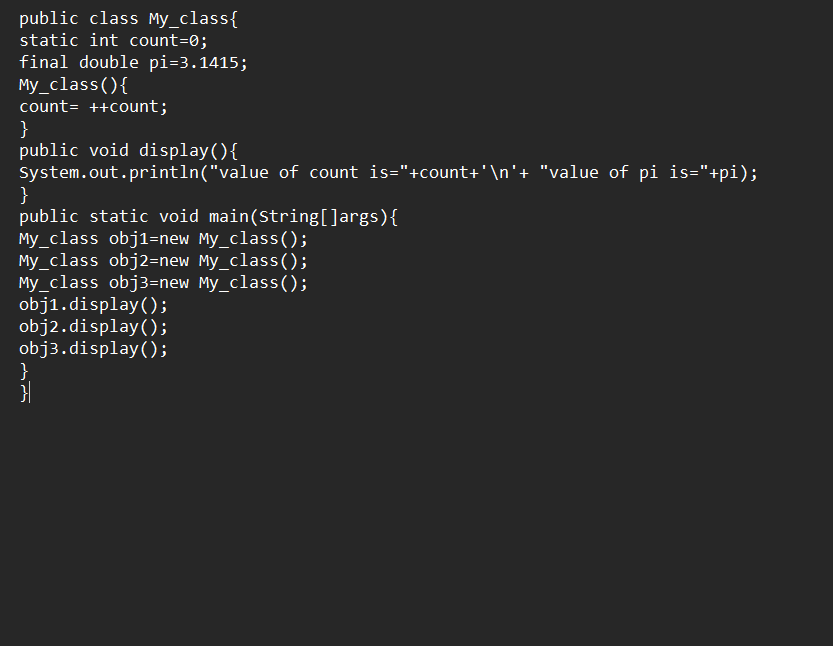 public class My_class{
static int count=0;
final double pi=3.1415;
My_class(){
count= ++count;
}
public void display(){
System.out.println("value of count is="+count+'\n'+ "value of pi is="+pi);
}
public static void main(String[]args){
My_class obj1=new My_class();
My_class obj2=new My_class();
My_class obj3=new My_class();
obj1.display();
obj2.display();
obj3.display();
}
}